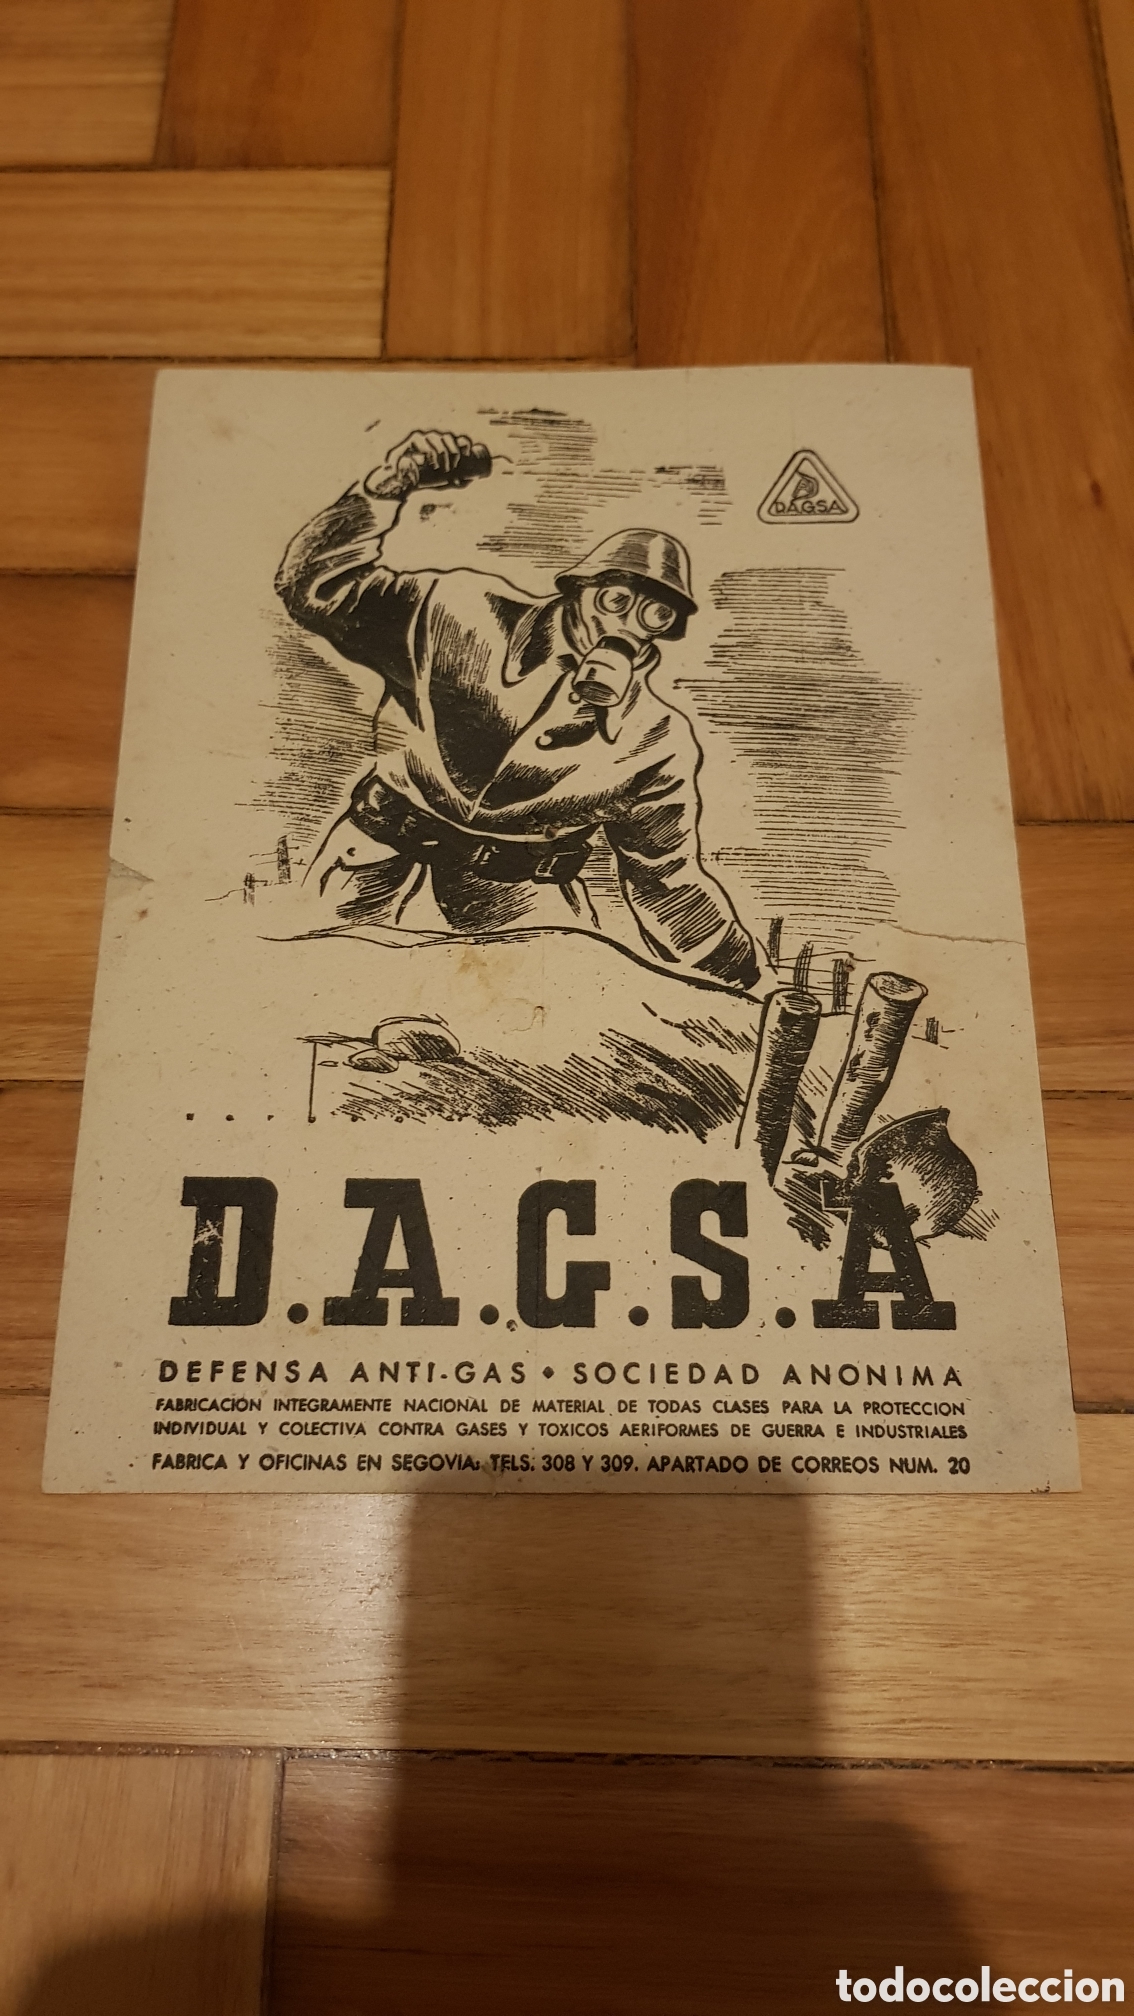 DAGSA
D.A.G.S.A
DEFENSA ANTI-GAS • SOCIEDAD ANONIMA
FABRICACIÓN INTEGRAMENTE NACIONAL DE MATERIAL DE TODAS CLASES PARA LA PROTECCION
INDIVIDUAL Y COLECTIVA CONTRA GASES Y TOXICOS AERIFORMES DE GUERRA E INDUSTRIALES
FABRICA Y OFICINAS EN SEGOVIA: TELS. 308 Y 309. APARTADO DE CORREOS NUM. 20
todocoleccion